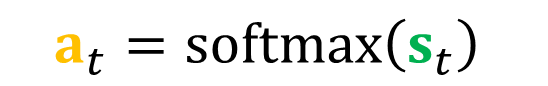 𝐚𝑡 = softmax(𝐬𝑡)